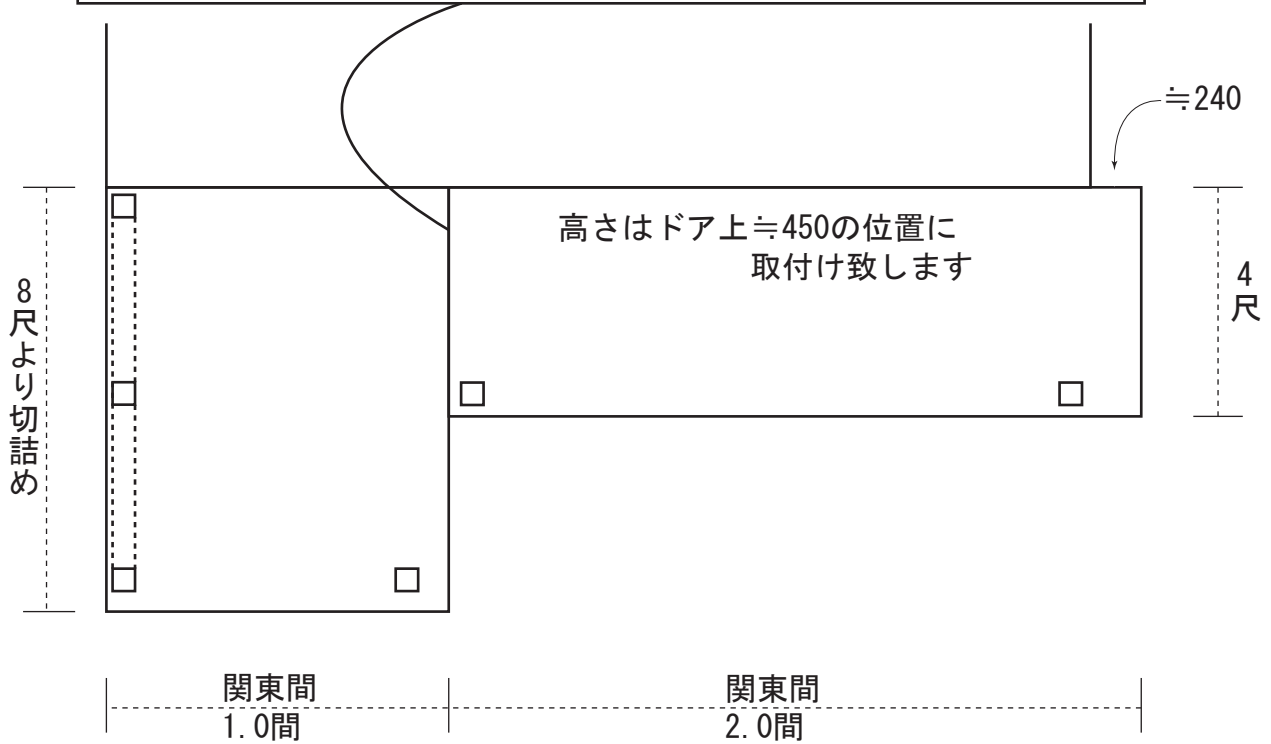 ≒240
高さはドア上≒450の位置に
取付け致します
8尺より切詰め
4尺
関東間
1.0間
関東間
2.0間